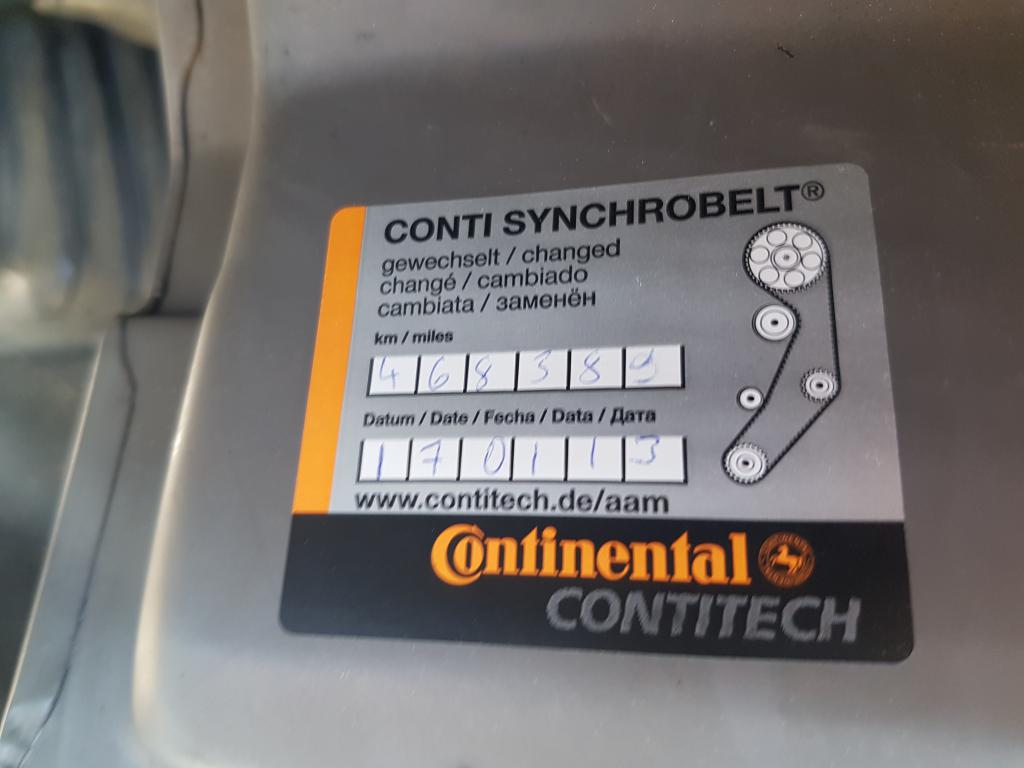 CONTI SYNCHROBELT®
gewechselt / changed
changé / cambiado
cambiata / заменён
km / miles
468389
Datum / Date / Fecha / Data / Дата
170113
www.contitech.de/aam
Continental
CONTITECH